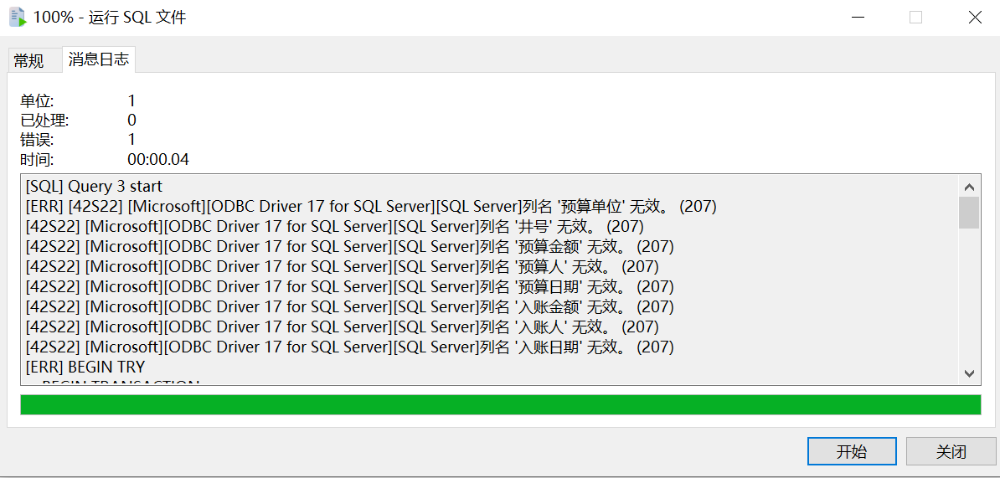 100% - 运行 SQL 文件
常规 消息日志
单位: 1
已处理: 0
错误: 1
时间: 00:00.04
[SQL] Query 3 start
[ERR] [42S22] [Microsoft][ODBC Driver 17 for SQL Server][SQL Server]列名 '预算单位' 无效。 (207)
[42S22] [Microsoft][ODBC Driver 17 for SQL Server][SQL Server]列名 '井号' 无效。 (207)
[42S22] [Microsoft][ODBC Driver 17 for SQL Server][SQL Server]列名 '预算金额' 无效。 (207)
[42S22] [Microsoft][ODBC Driver 17 for SQL Server][SQL Server]列名 '预算人' 无效。 (207)
[42S22] [Microsoft][ODBC Driver 17 for SQL Server][SQL Server]列名 '预算日期' 无效。 (207)
[42S22] [Microsoft][ODBC Driver 17 for SQL Server][SQL Server]列名 '入账金额' 无效。 (207)
[42S22] [Microsoft][ODBC Driver 17 for SQL Server][SQL Server]列名 '入账人' 无效。 (207)
[42S22] [Microsoft][ODBC Driver 17 for SQL Server][SQL Server]列名 '入账日期' 无效。 (207)
[ERR] BEGIN TRY
BEGIN TRANSACTION
开始 关闭